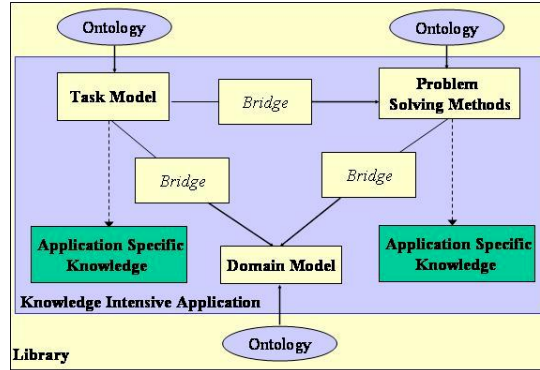 Ontology
Ontology
Task Model
Bridge
Problem
Solving Methods
Bridge
Bridge
Application Specific
Knowledge
Domain Model
Application Specific
Knowledge
Knowledge Intensive Application
Ontology
Library